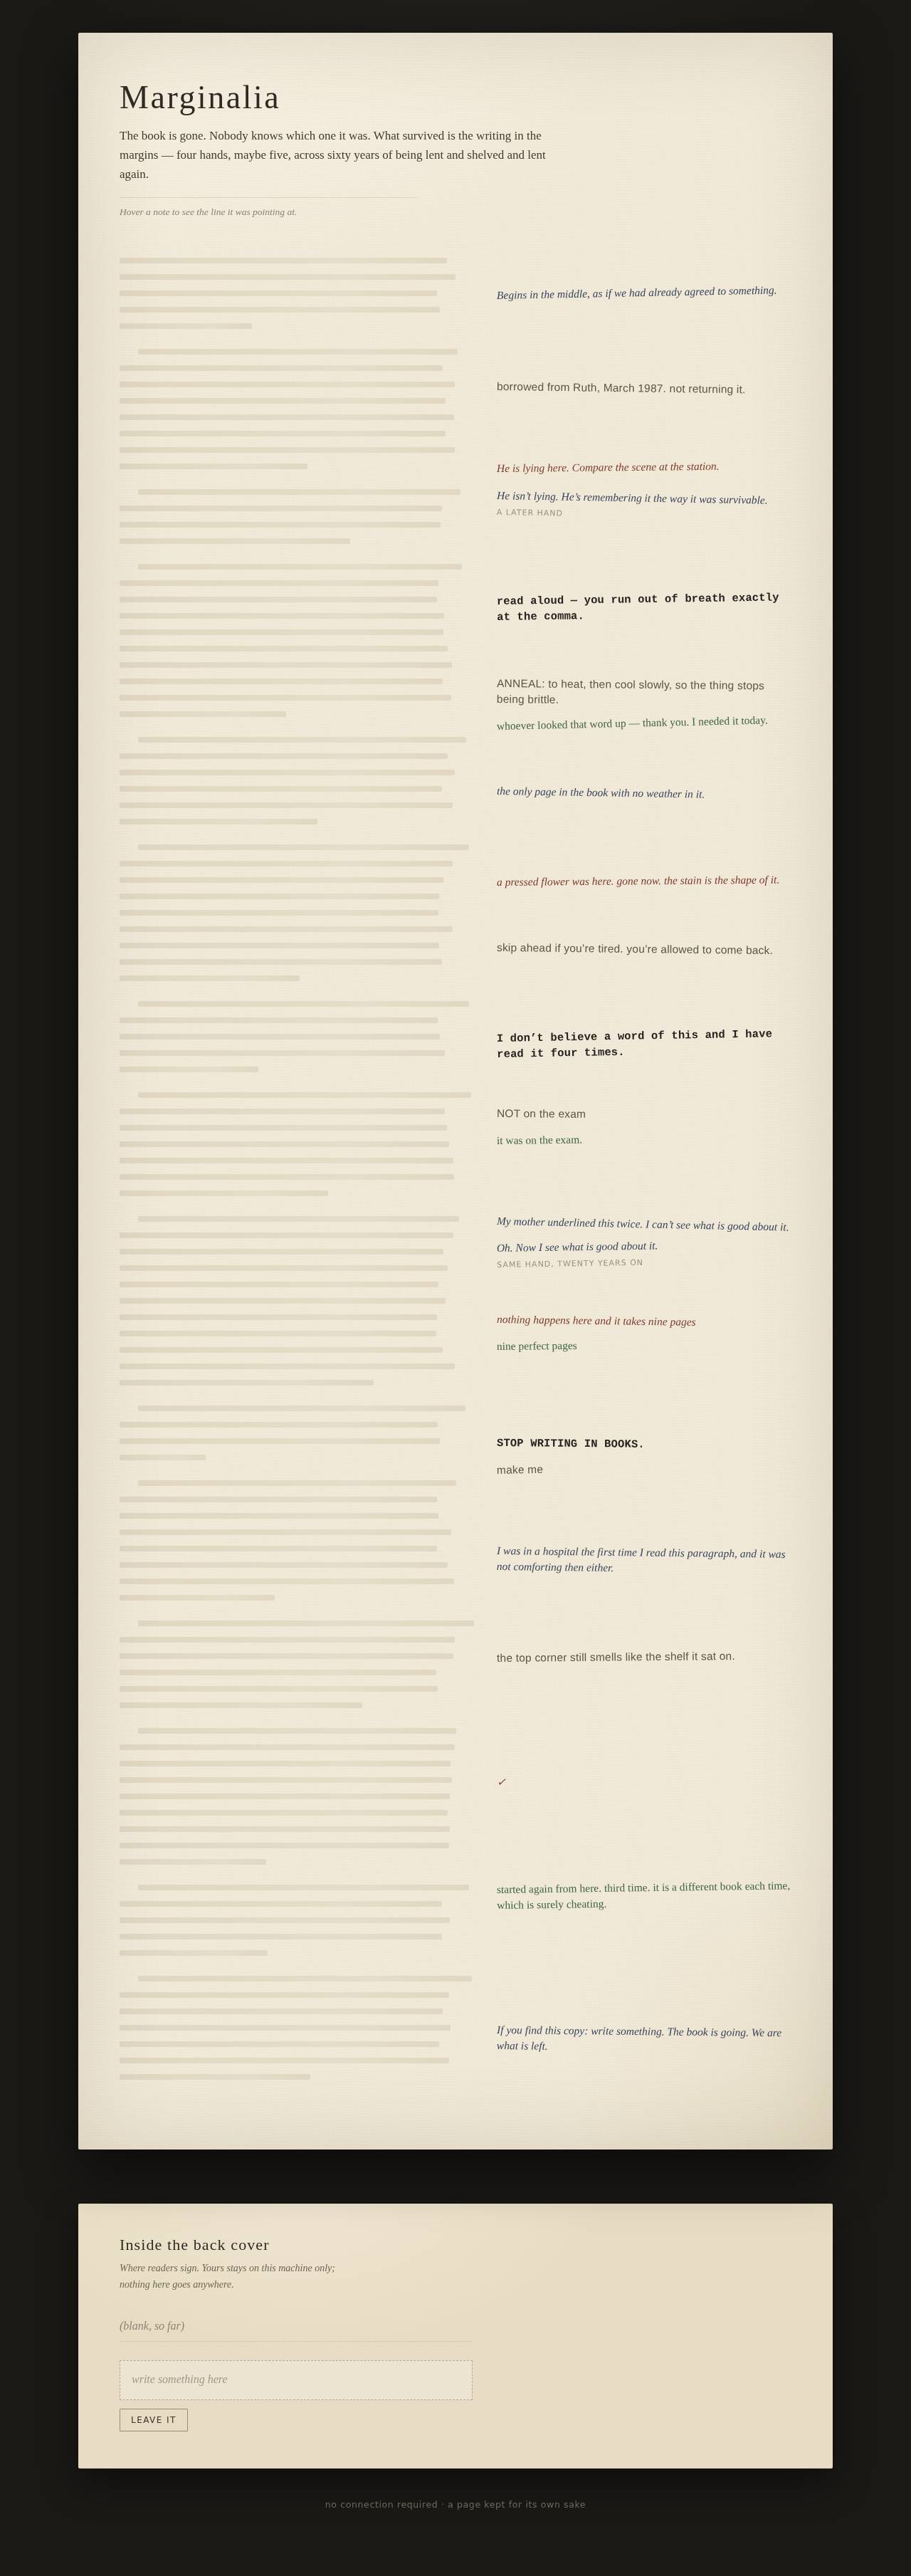 Marginalia
The book is gone. Nobody knows which one it was. What survived is the writing in the
margins — four hands, maybe five, across sixty years of being lent and shelved and lent
again.
Hover a note to see the line it was pointing at.
Begins in the middle, as if we had already agreed to something.
borrowed from Ruth, March 1987. not returning it.
He is lying here. Compare the scene at the station.
He isn’t lying. He’s remembering it the way it was survivable.
A LATER HAND
read aloud — you run out of breath exactly
at the comma.
ANNEAL: to heat, then cool slowly, so the thing stops
being brittle.
whoever looked that word up — thank you. I needed it today.
the only page in the book with no weather in it.
a pressed flower was here. gone now. the stain is the shape of it.
skip ahead if you’re tired. you’re allowed to come back.
I don’t believe a word of this and I have
read it four times.
NOT on the exam
it was on the exam.
My mother underlined this twice. I can’t see what is good about it.
Oh. Now I see what is good about it.
SAME HAND, TWENTY YEARS ON
nothing happens here and it takes nine pages
nine perfect pages
STOP WRITING IN BOOKS.
make me
I was in a hospital the first time I read this paragraph, and it was
not comforting then either.
the top corner still smells like the shelf it sat on.
✓
started again from here. third time. it is a different book each time,
which is surely cheating.
If you find this copy: write something. The book is going. We are
what is left.
Inside the back cover
Where readers sign. Yours stays on this machine only;
nothing here goes anywhere.
(blank, so far)
write something here
LEAVE IT
no connection required · a page kept for its own sake